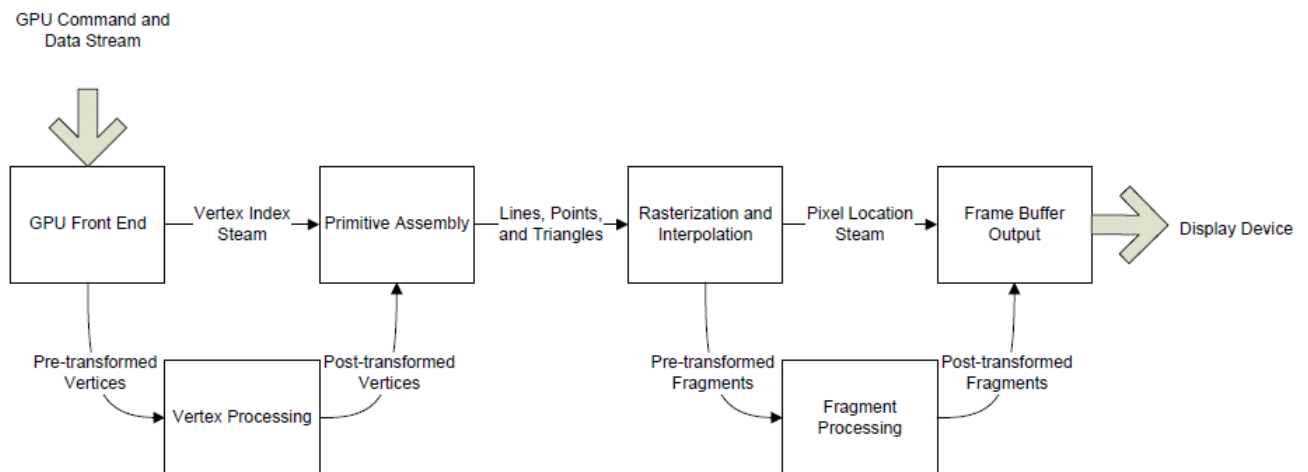 GPU Command and
Data Stream
GPU Front End
Vertex Index
Steam
Primitive Assembly
Lines, Points,
and Triangles
Rasterization and
Interpolation
Pixel Location
Steam
Frame Buffer
Output
Display Device
Pre-transformed
Vertices
Vertex Processing
Post-transformed
Vertices
Pre-transformed
Fragments
Fragment
Processing
Post-transformed
Fragments